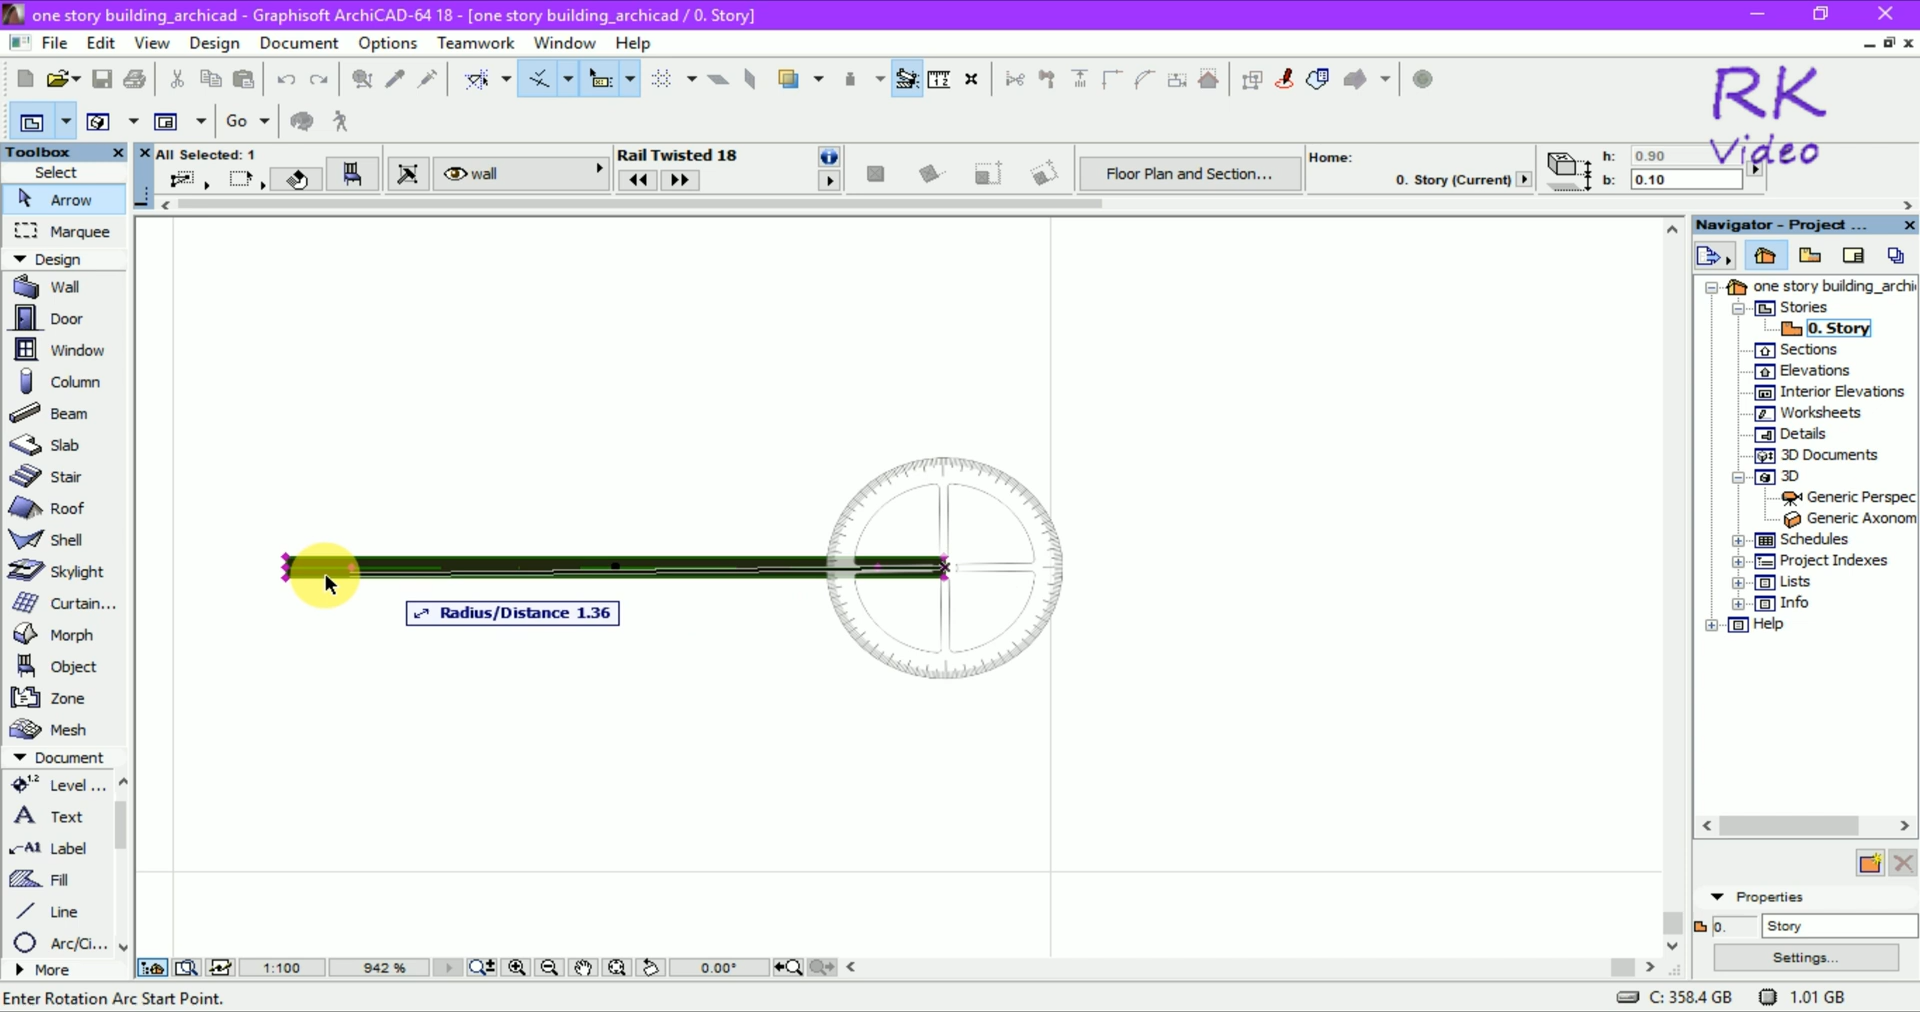 one story building_archicad - Graphisoft ArchiCAD-64 18 - [one story building_archicad / 0. Story]
File Edit View Design Document Options Teamwork Window Help
RK
Video
Go
Toolbox
Select
Arrow
Marquee
Design
Wall
Door
Window
Column
Beam
Slab
Stair
Roof
Shell
Skylight
Curtain...
Morph
Object
Zone
Mesh
Document
1.2 Level ...
A Text
A1 Label
Fill
Line
Arc/Ci...
More
All Selected: 1
wall
Rail Twisted 18
Floor Plan and Section...
Home:
0. Story (Current)
h: 0.90
b: 0.10
Radius/Distance 1.36
Navigator - Project ...
one story building_archi
Stories
0. Story
Sections
Elevations
Interior Elevations
Worksheets
Details
3D Documents
3D
Generic Perspec
Generic Axonom
Schedules
Project Indexes
Lists
Info
Help
Properties
0. Story
Settings...
1:100 942 % 0.00°
Enter Rotation Arc Start Point.
C: 358.4 GB 1.01 GB